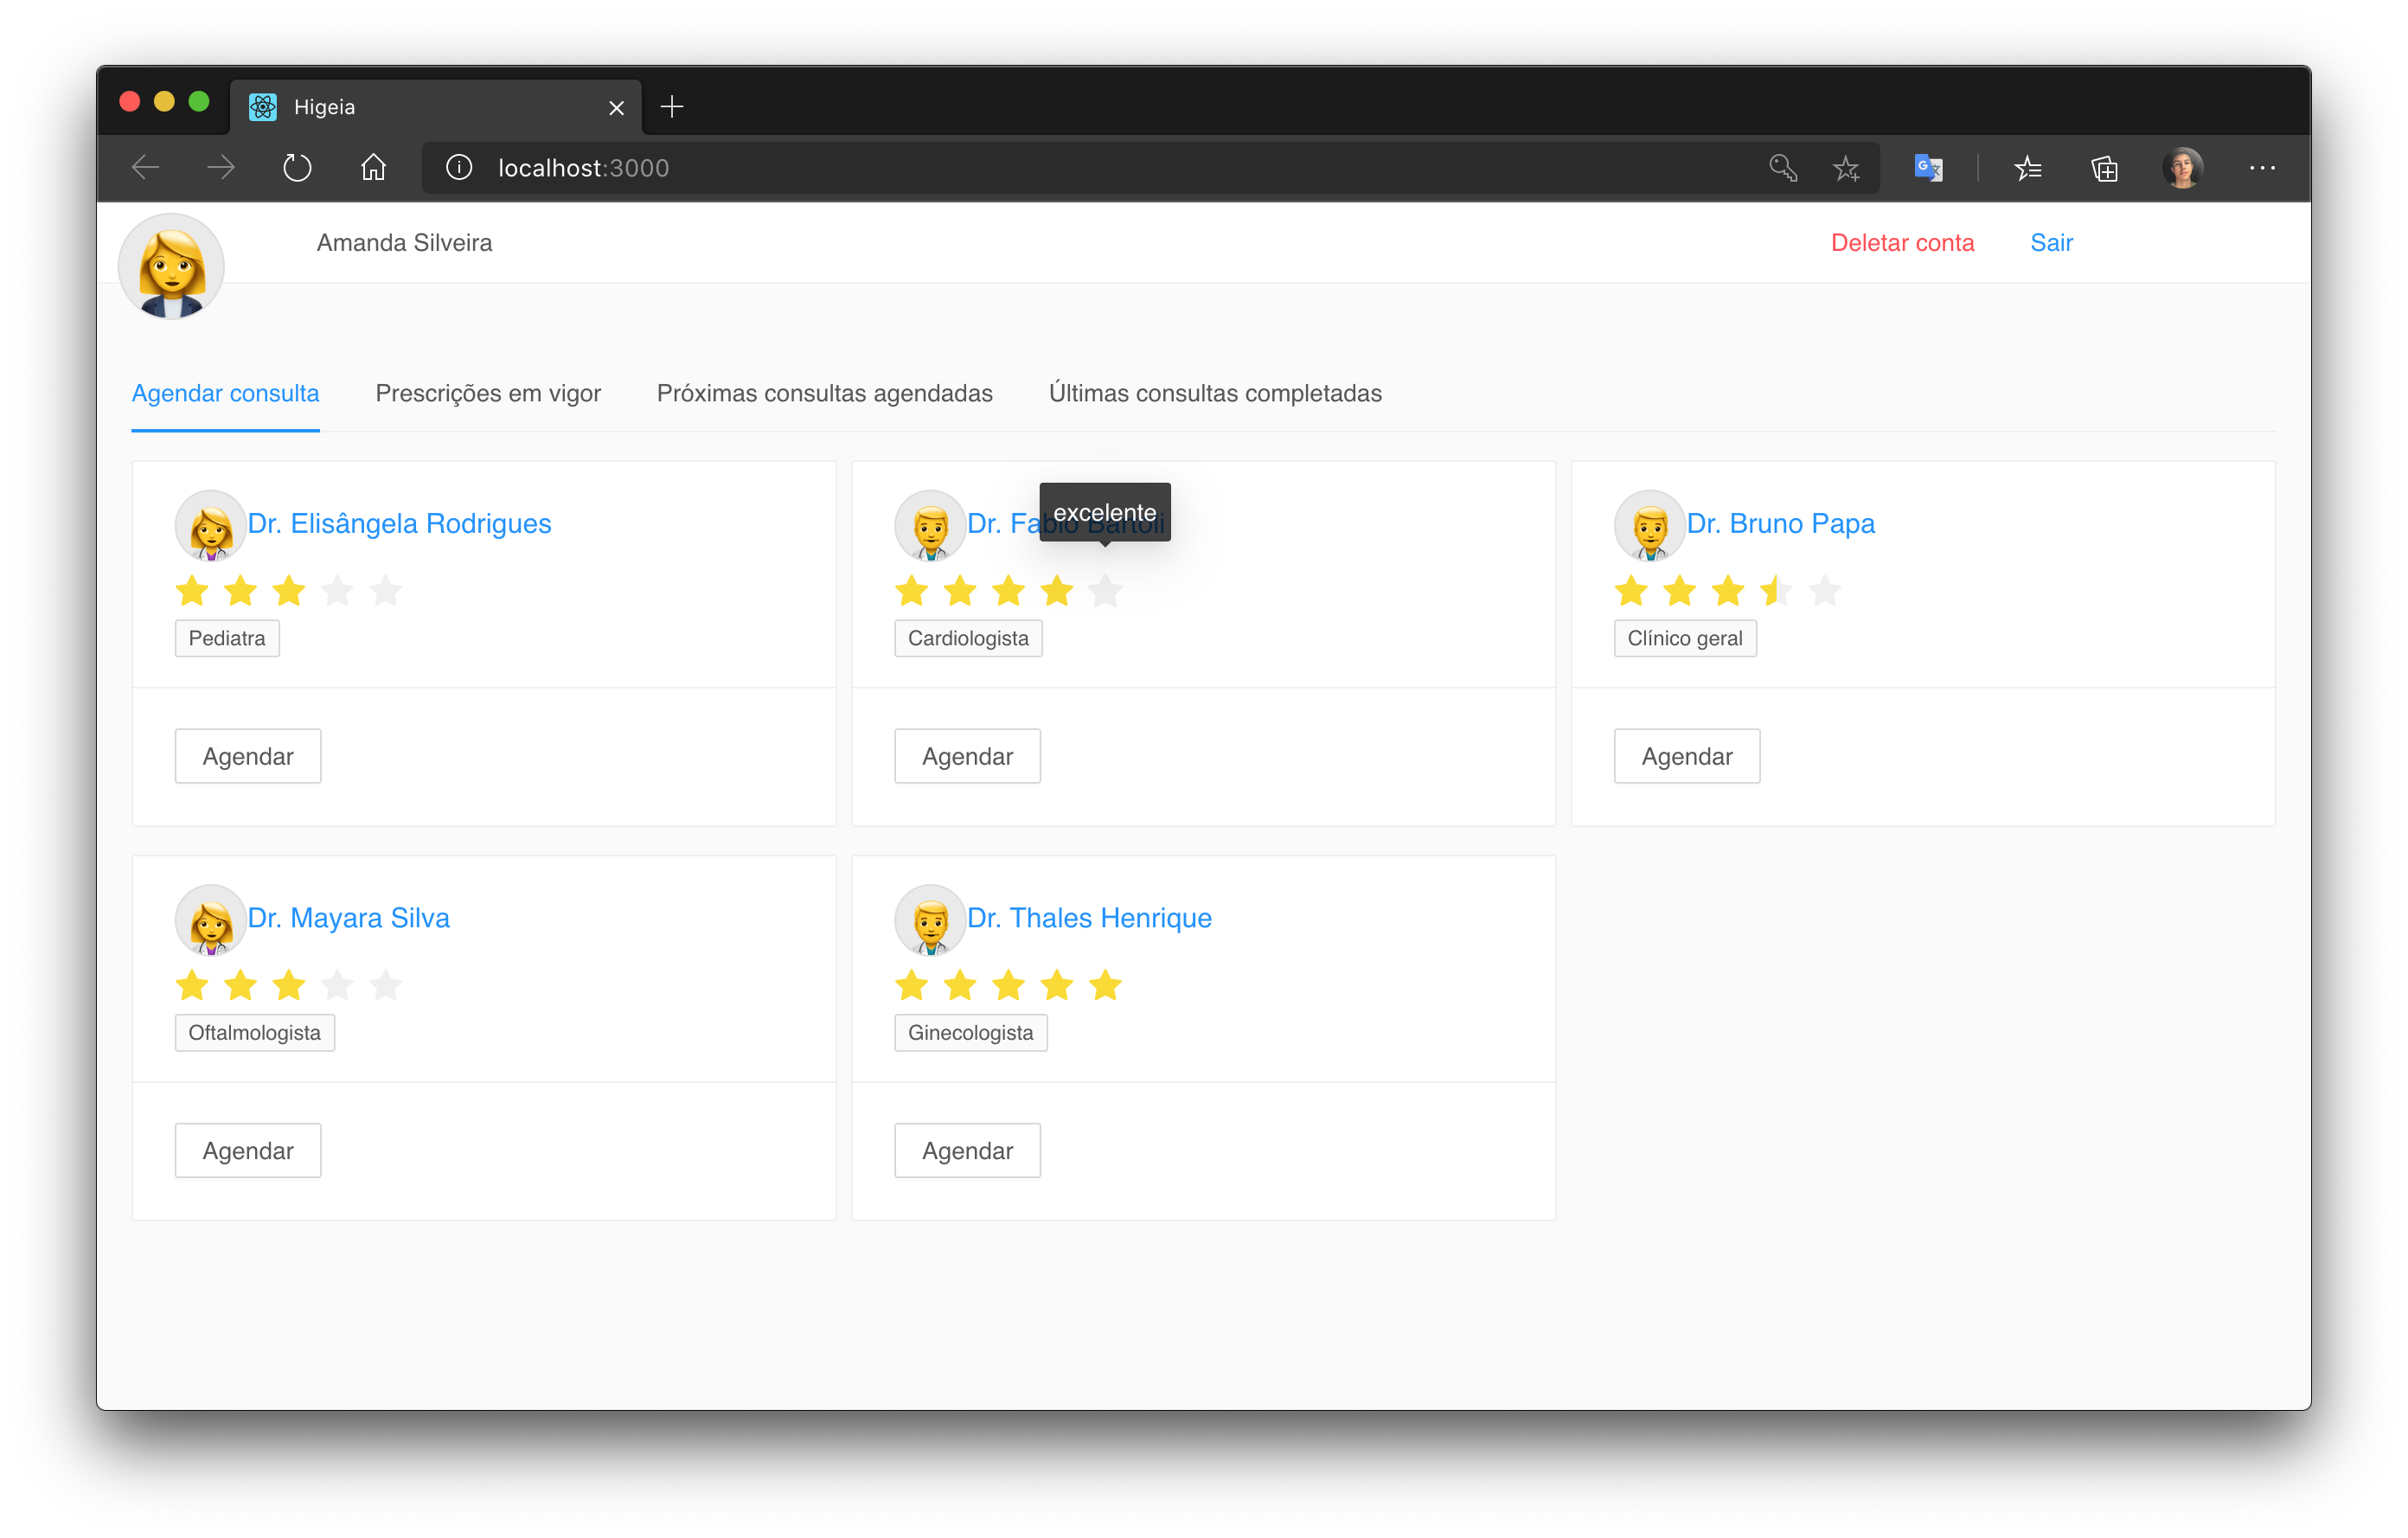 Higeia
localhost:3000
Amanda Silveira
Deletar conta
Sair
Agendar consulta
Prescrições em vigor
Próximas consultas agendadas
Últimas consultas completadas
Dr. Elisângela Rodrigues
Pediatra
Agendar
excelente
Dr. Fabio Bartoli
Cardiologista
Agendar
Dr. Bruno Papa
Clínico geral
Agendar
Dr. Mayara Silva
Oftalmologista
Agendar
Dr. Thales Henrique
Ginecologista
Agendar